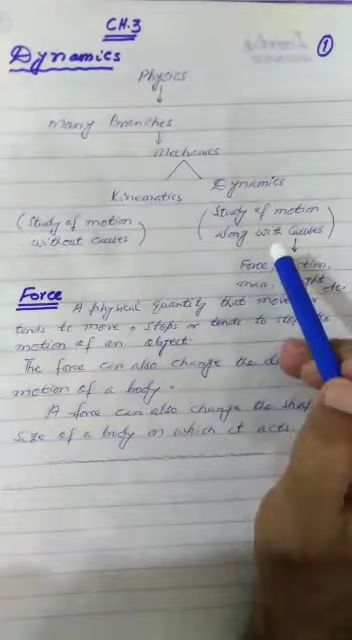 CH.3
Dynamics
1
Physics
Many Branches
Mechanics
Kinematics
Dynamics
(Study of motion
without causes)
(Study of motion
along with causes)
Force,
mass,
etc.
Force A physical quantity that
tends to move, stops or tends to
motion of an object.
The force can also change the
motion of a body.
A force can also change the
size of a body on which it acts